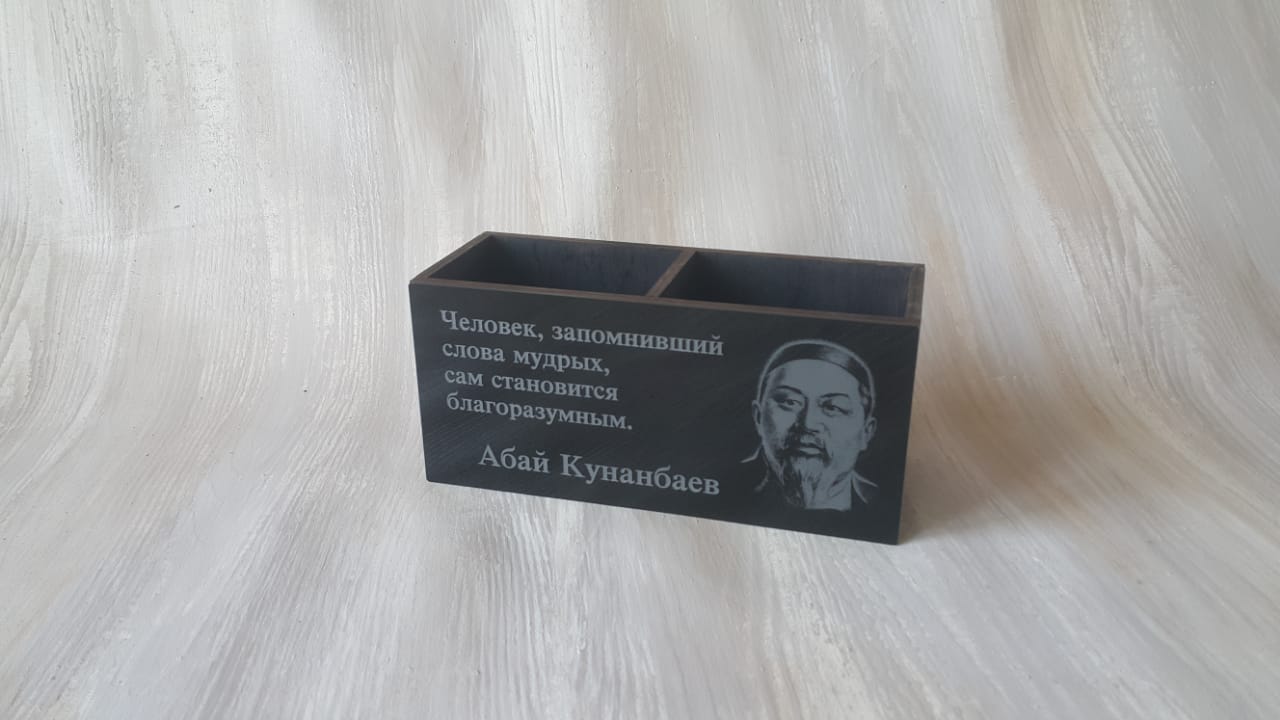 Человек, запомнивший
слова мудрых,
сам становится
благоразумным.
Абай Кунанбаев